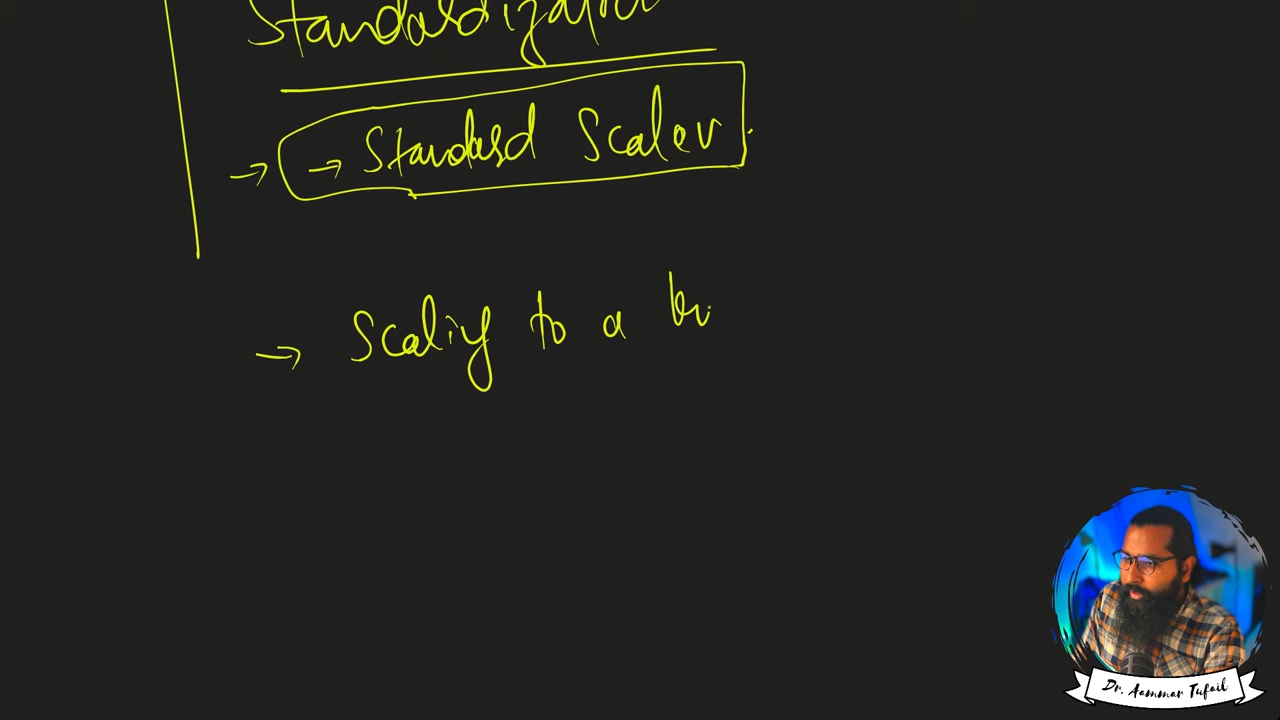 Standardization
→ → Standard Scaler
→ Scaling to a
Dr. Aammar Tufail